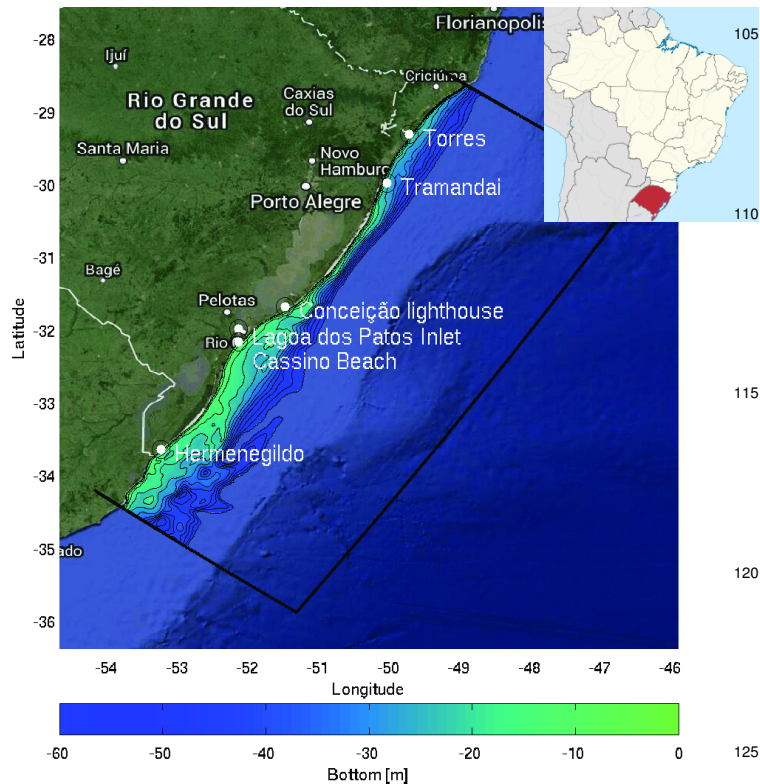 -28
-29
-30
-31
-32
-33
-34
-35
-36
Latitude
Florianopolis
Ijuí
Criciúma
Caxias
do Sul
Rio Grande
do Sul
Torres
Santa Maria
Novo
Hamburg
Tramandai
Porto Alegre
Bagé
Pelotas
Conceição lighthouse
Rio
Lagoa dos Patos Inlet
Cassino Beach
Hermenegildo
ado
-54
-53
-52
-51
-50
-49
-48
-47
-46
Longitude
-60
-50
-40
-30
-20
-10
0
Bottom [m]
105
110
115
120
125